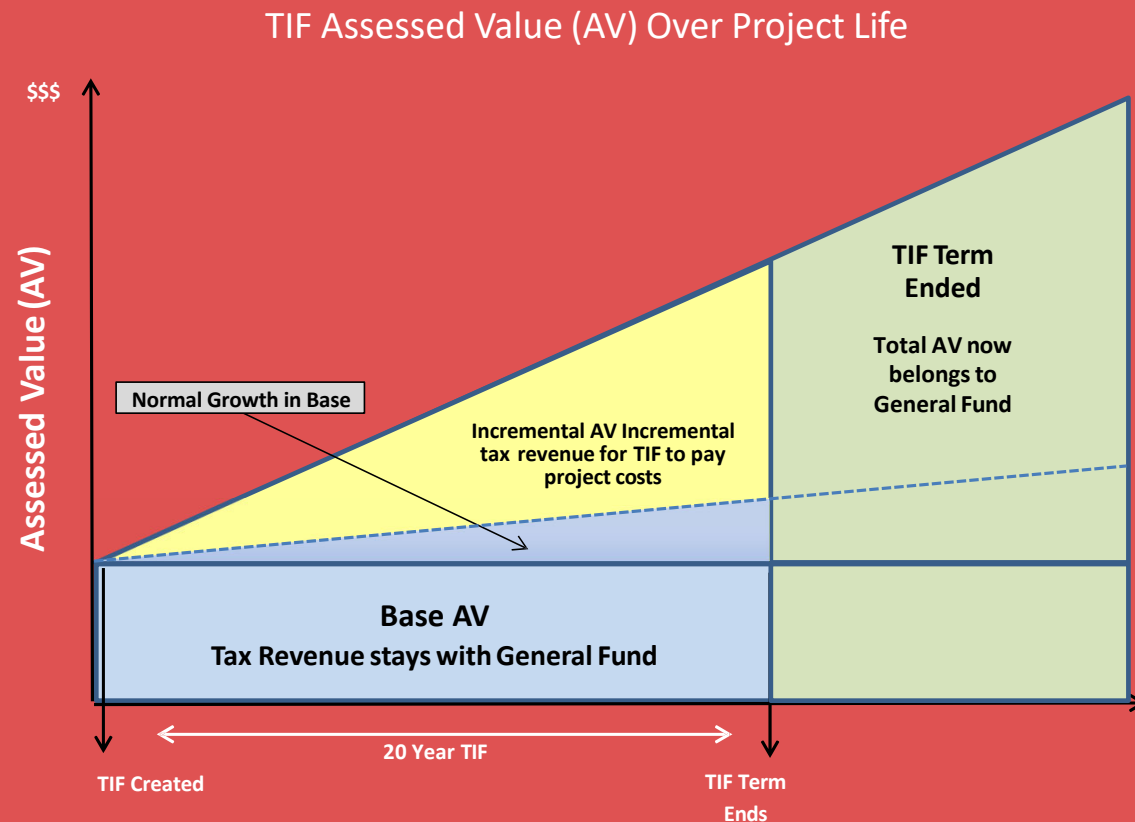 TIF Assessed Value (AV) Over Project Life
$$$
Assessed Value (AV)
Normal Growth in Base
Incremental AV Incremental
tax revenue for TIF to pay
project costs
TIF Term
Ended
Total AV now
belongs to
General Fund
Base AV
Tax Revenue stays with General Fund
20 Year TIF
TIF Created
TIF Term
Ends